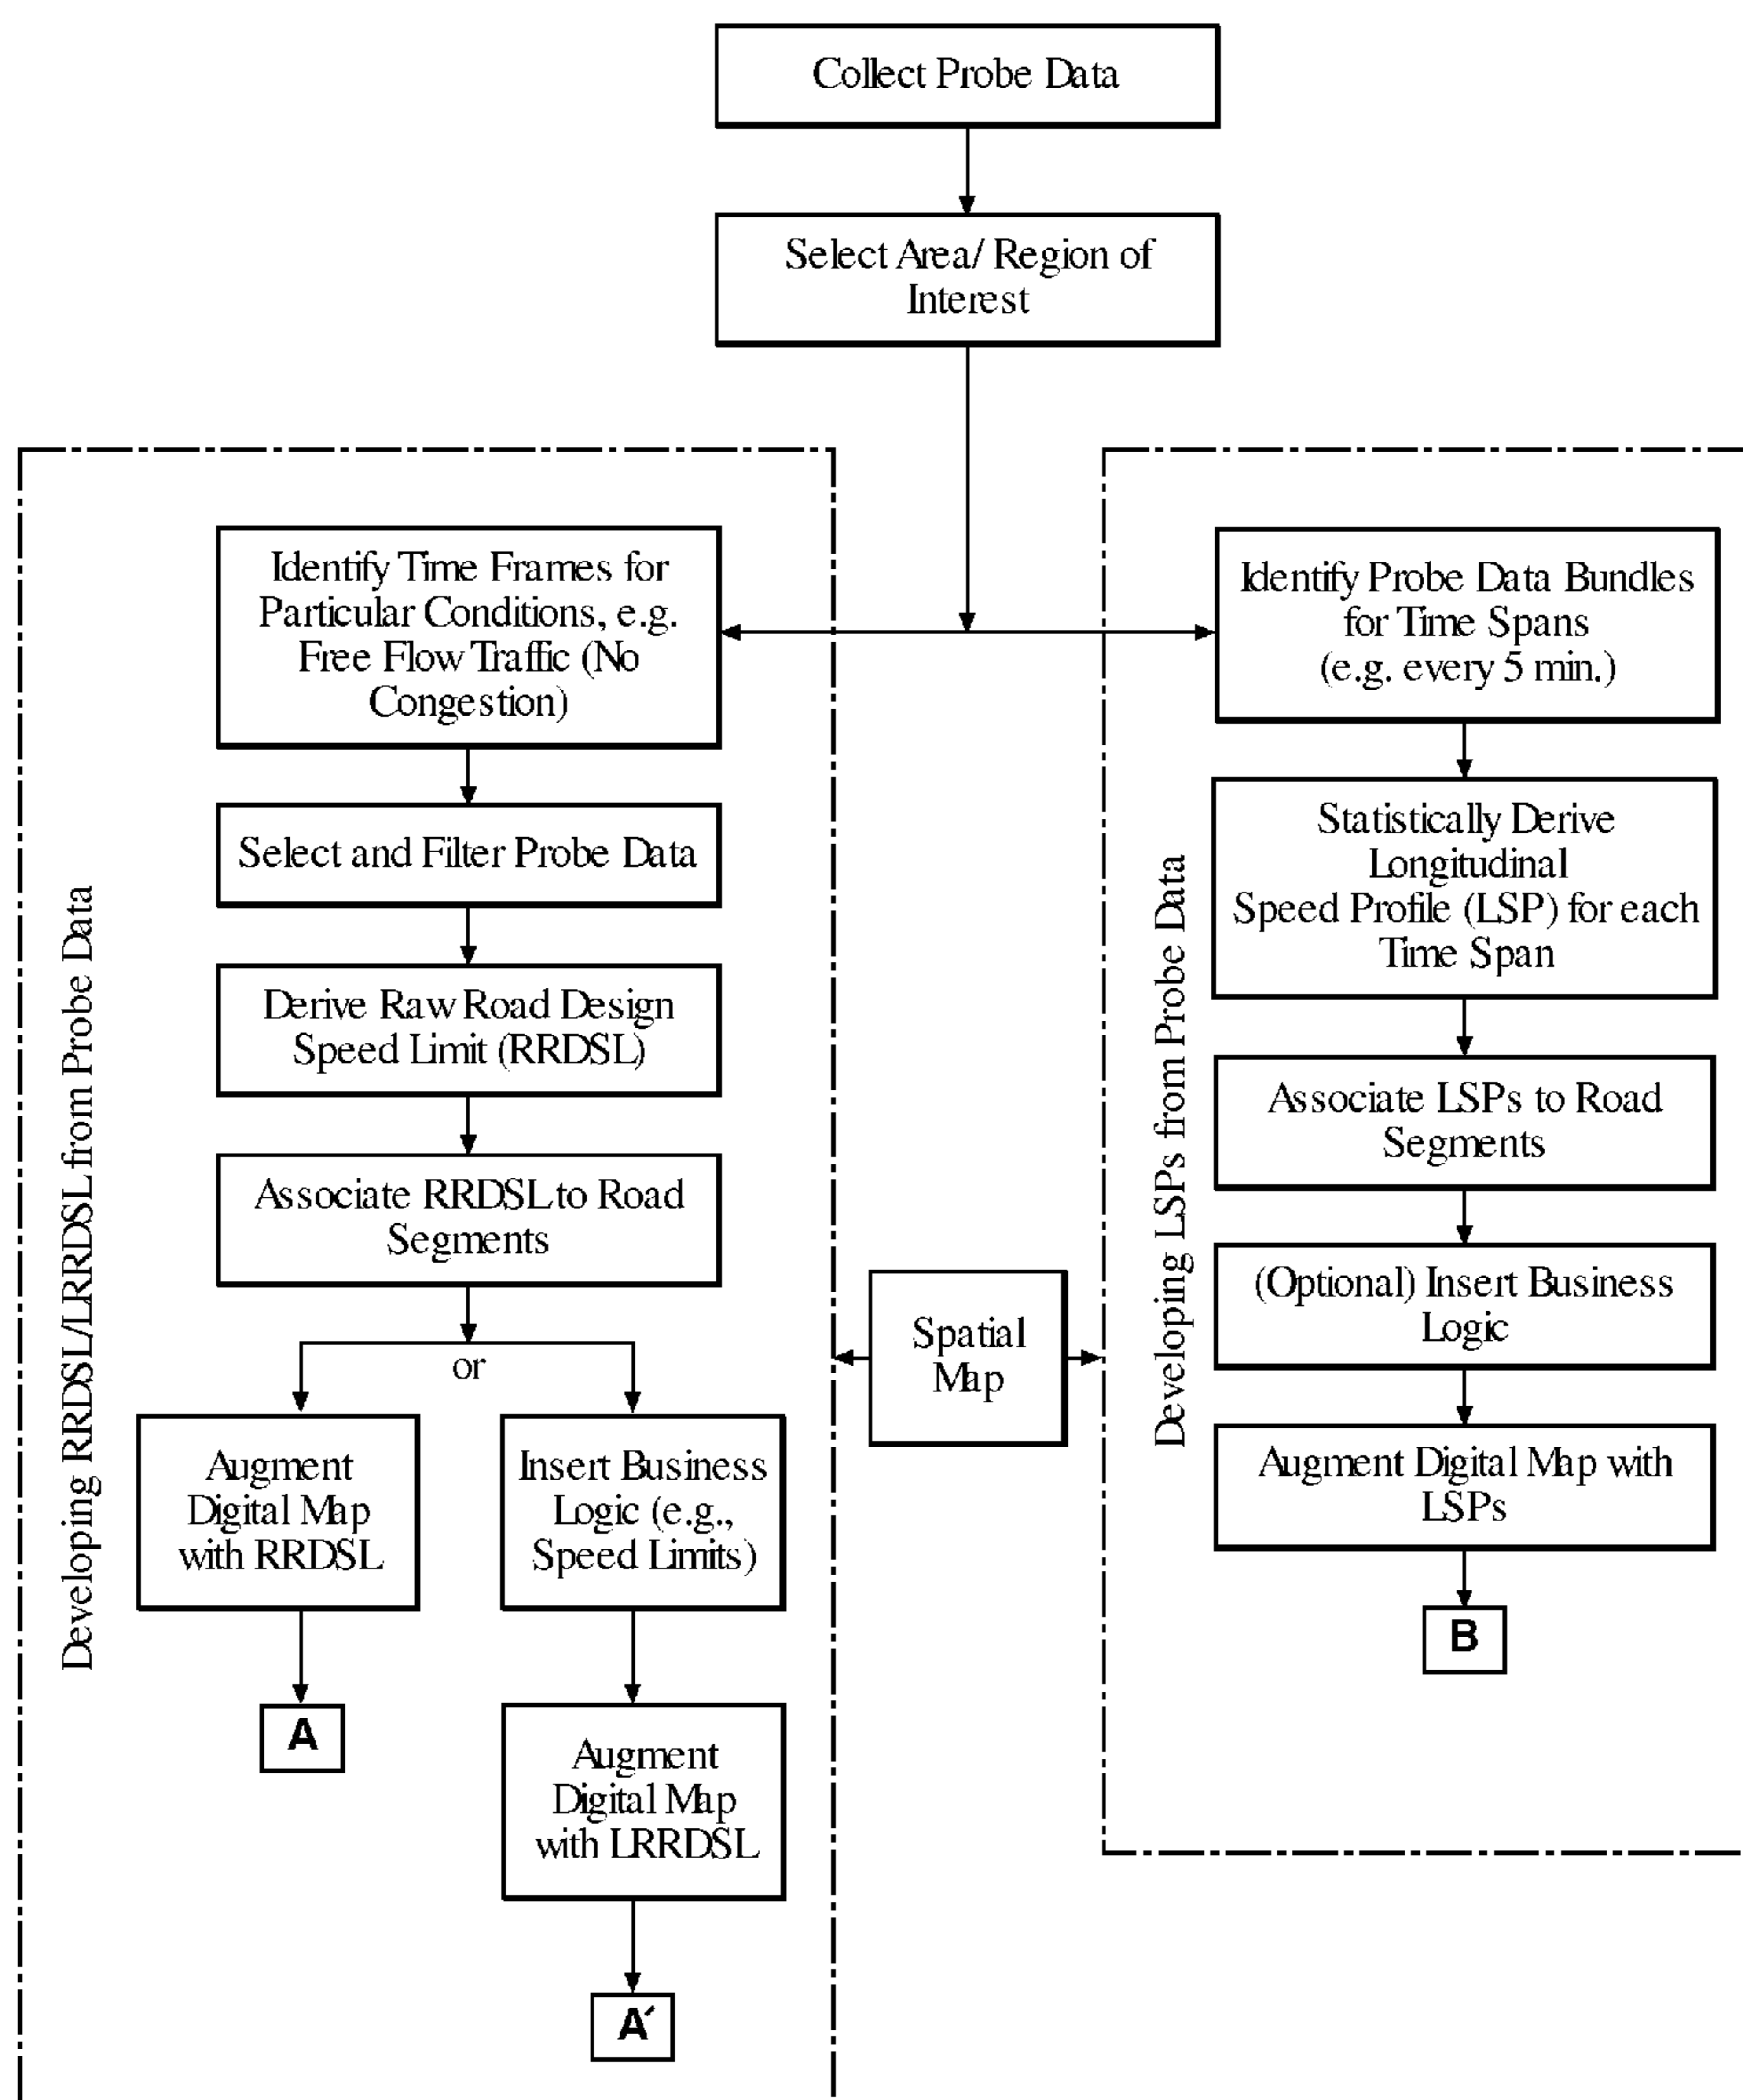 Collect Probe Data
Select Area/ Region of
Interest
Developing RRDSL/LRRDSL from Probe Data
Identify Time Frames for
Particular Conditions, e.g.
Free Flow Traffic (No
Congestion)
Select and Filter Probe Data
Derive Raw Road Design
Speed Limit (RRDSL)
Associate RRDSL to Road
Segments
or
Augment
Digital Map
with RRDSL
A
Insert Business
Logic (e.g.,
Speed Limits)
Augment
Digital Map
with LRRDSL
A´
Spatial
Map
Developing LSPs from Probe Data
Identify Probe Data Bundles
for Time Spans
(e.g. every 5 min.)
Statistically Derive
Longitudinal
Speed Profile (LSP) for each
Time Span
Associate LSPs to Road
Segments
(Optional) Insert Business
Logic
Augment Digital Map with
LSPs
B